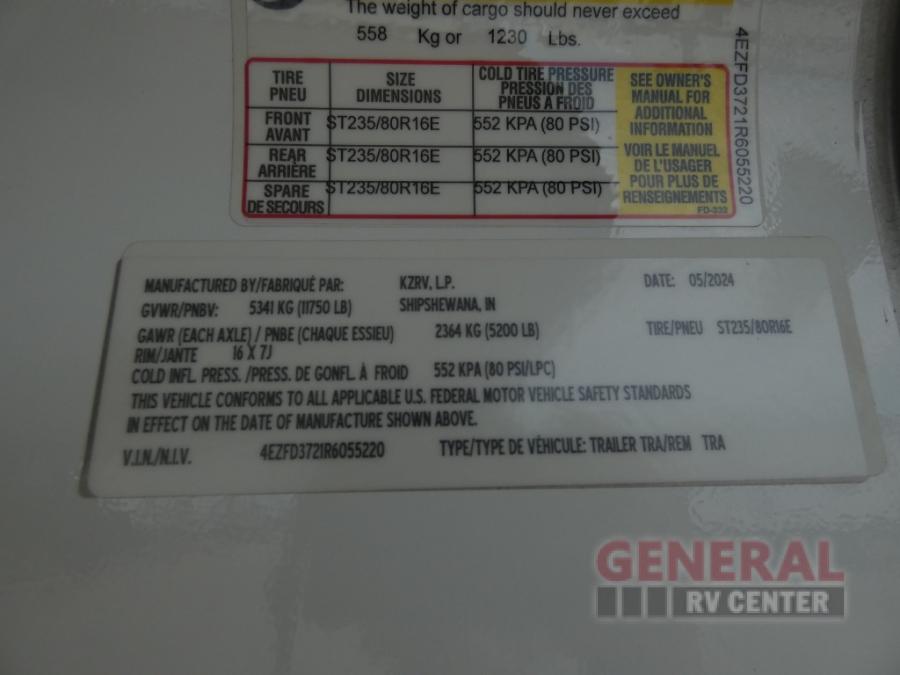 The weight of cargo should never exceed
558 Kg or 1230 Lbs.
TIRE PNEU SIZE DIMENSIONS COLD TIRE PRESSURE PRESSION DES PNEUS À FROID
FRONT AVANT ST235/80R16E 552 KPA (80 PSI)
REAR ARRIÈRE ST235/80R16E 552 KPA (80 PSI)
SPARE DE SECOURS ST235/80R16E 552 KPA (80 PSI)
SEE OWNER'S
MANUAL FOR
ADDITIONAL
INFORMATION
VOIR LE MANUEL
DE L'USAGER
POUR PLUS DE
RENSEIGNEMENTS
FD-332
4EZFD3721R6055220
MANUFACTURED BY/FABRIQUÉ PAR: KZRV, L.P. DATE: 05/2024
GVWR/PNBV: 5341 KG (11750 LB) SHIPSHEWANA, IN
GAWR (EACH AXLE) / PNBE (CHAQUE ESSIEU) 2364 KG (5200 LB) TIRE/PNEU ST235/80R16E
RIM/JANTE 16 X 7J
COLD INFL. PRESS. /PRESS. DE GONFL. À FROID 552 KPA (80 PSI/LPC)
THIS VEHICLE CONFORMS TO ALL APPLICABLE U.S. FEDERAL MOTOR VEHICLE SAFETY STANDARDS
IN EFFECT ON THE DATE OF MANUFACTURE SHOWN ABOVE.
V.I.N./N.I.V. 4EZFD3721R6055220 TYPE/TYPE DE VÉHICULE: TRAILER TRA/REM TRA
GENERAL
RV CENTER